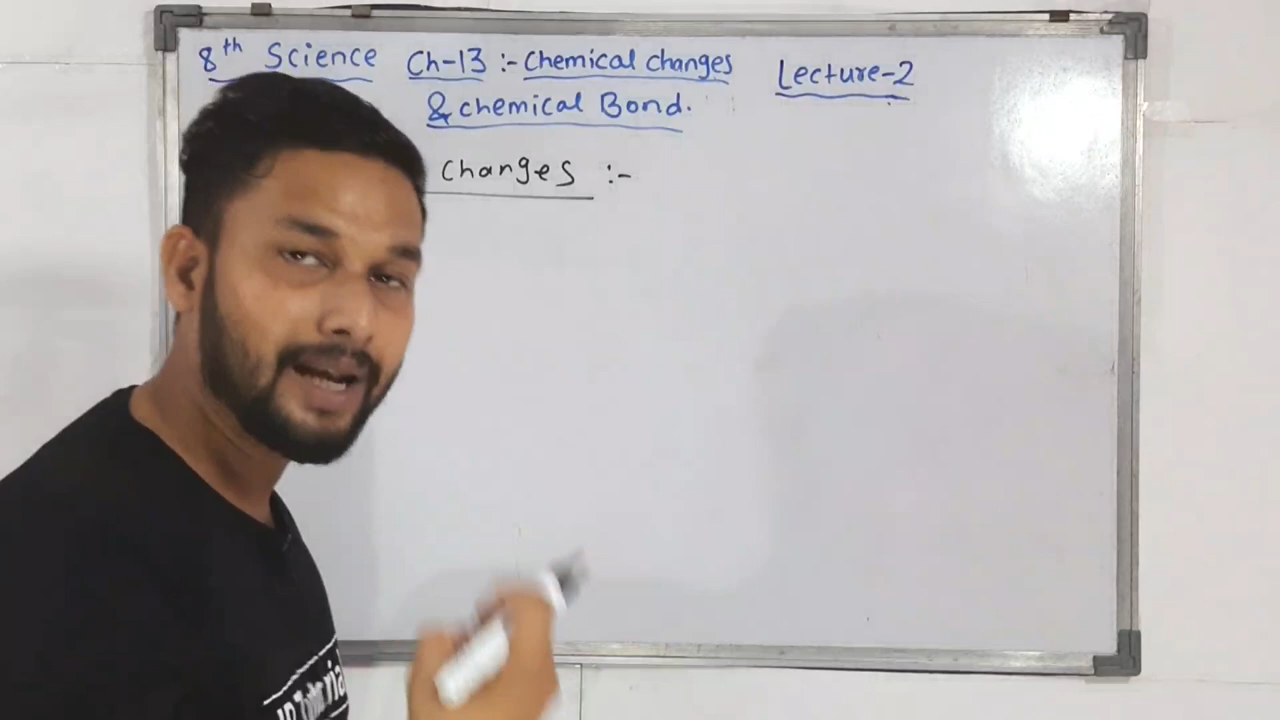 8th Science Ch-13 :- Chemical changes Lecture-2
& chemical Bond.
Changes :-